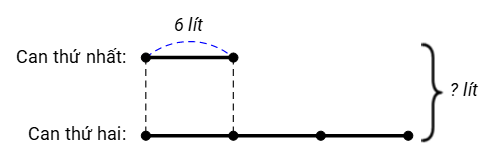 6 lít
Can thứ nhất:
? lít
Can thứ hai: